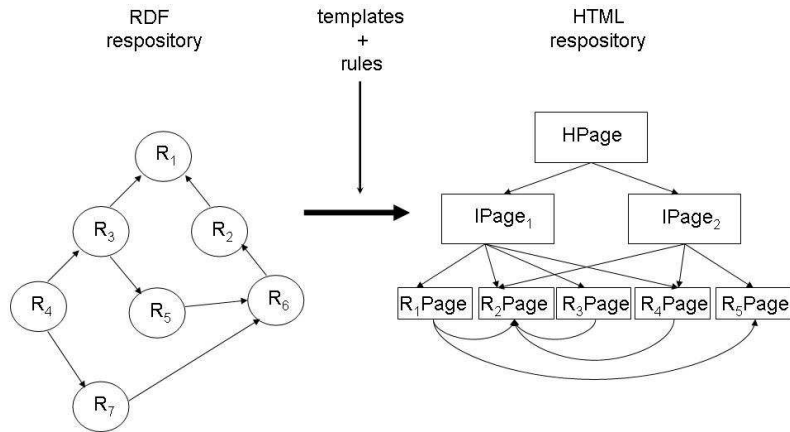 RDF
respository
templates
+
rules
HTML
respository
R1
R3
R2
R4
R5
R6
R7
HPage
IPage1
IPage2
R1Page
R2Page
R3Page
R4Page
R5Page